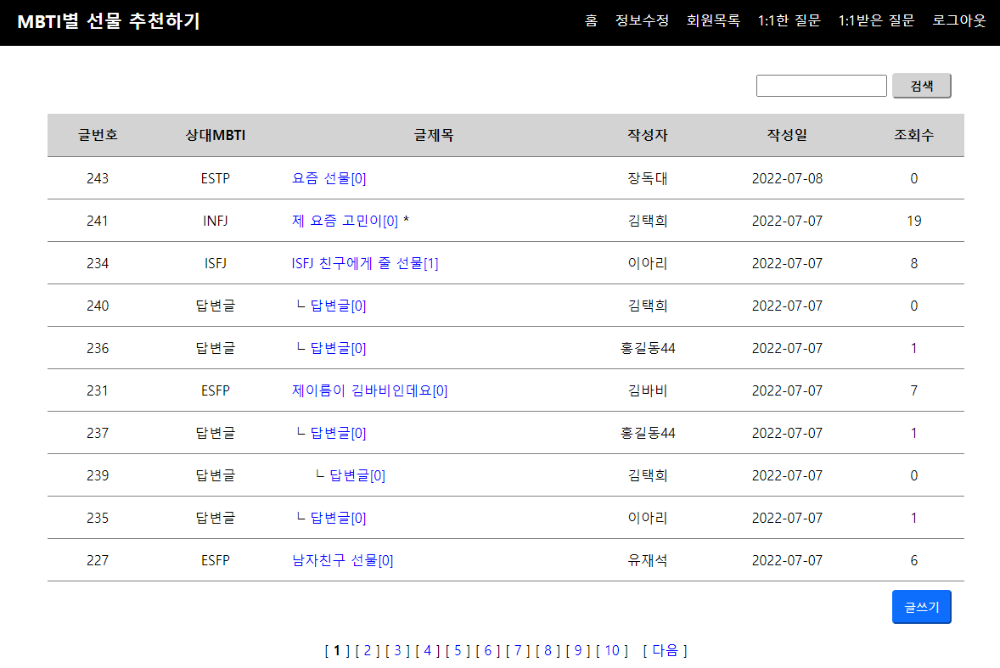 MBTI별 선물 추천하기 홈 정보수정 회원목록 1:1한 질문 1:1받은 질문 로그아웃
검색
글번호 상대MBTI 글제목 작성자 작성일 조회수
243 ESTP 요즘 선물[0] 장독대 2022-07-08 0
241 INFJ 제 요즘 고민이[0] * 김택희 2022-07-07 19
234 ISFJ ISFJ 친구에게 줄 선물[1] 이아리 2022-07-07 8
240 답변글 ㄴ 답변글[0] 김택희 2022-07-07 0
236 답변글 ㄴ 답변글[0] 홍길동44 2022-07-07 1
231 ESFP 제이름이 김바비인데요[0] 김바비 2022-07-07 7
237 답변글 ㄴ 답변글[0] 홍길동44 2022-07-07 1
239 답변글 ㄴ 답변글[0] 김택희 2022-07-07 0
235 답변글 ㄴ 답변글[0] 이아리 2022-07-07 1
227 ESFP 남자친구 선물[0] 유재석 2022-07-07 6
글쓰기
[ 1 ] [ 2 ] [ 3 ] [ 4 ] [ 5 ] [ 6 ] [ 7 ] [ 8 ] [ 9 ] [ 10 ] [ 다음 ]